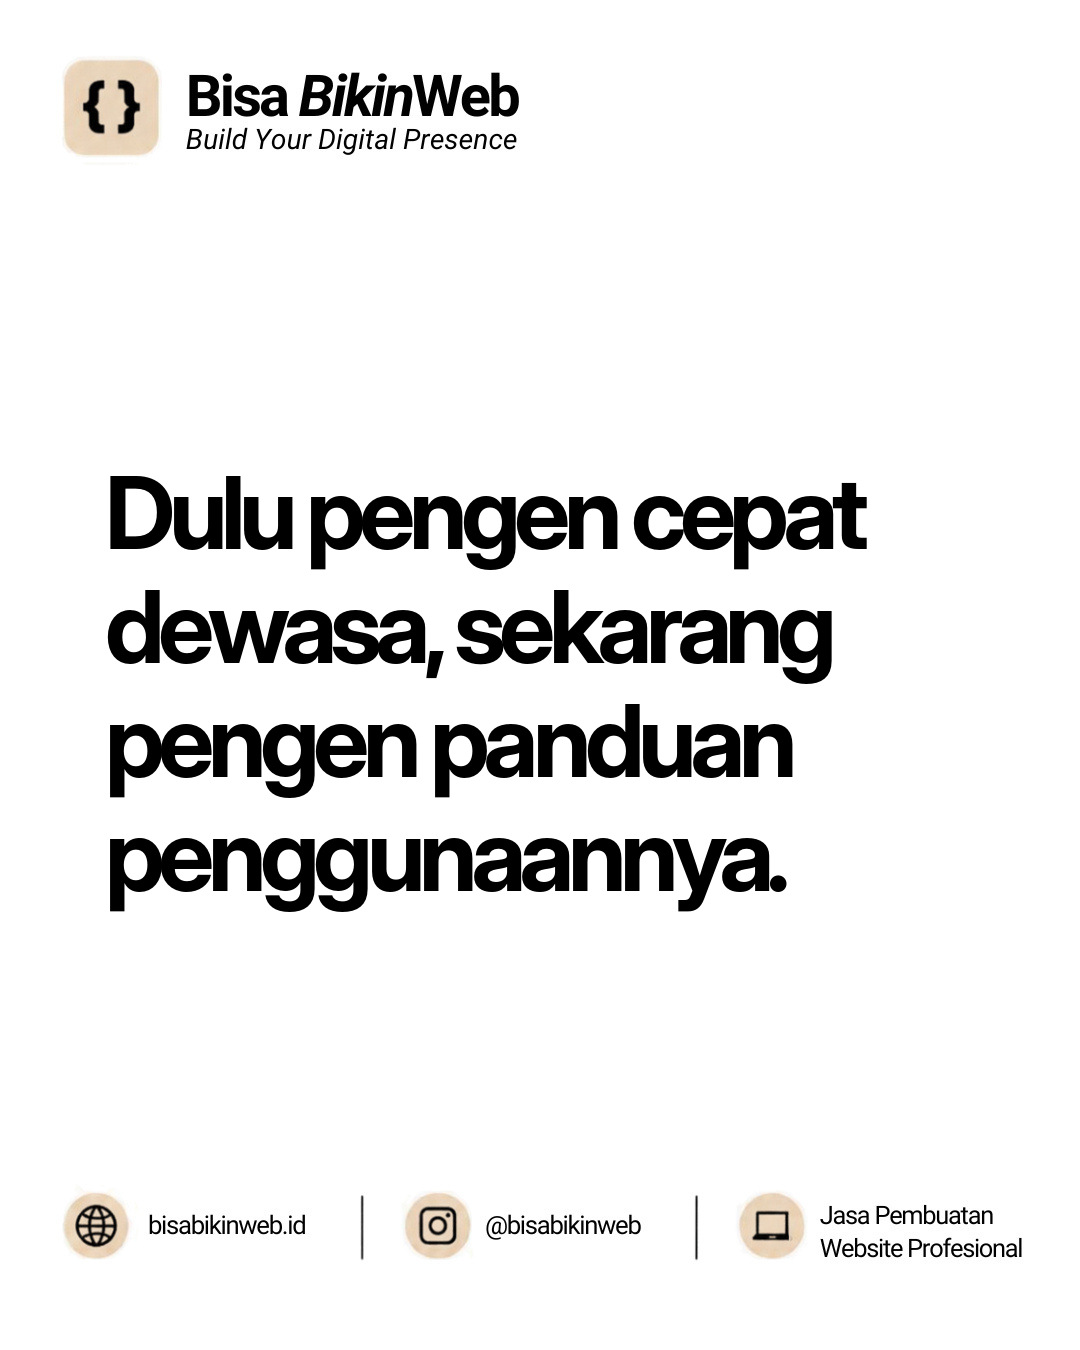 { }
Bisa BikinWeb
Build Your Digital Presence
Dulu pengen cepat
dewasa, sekarang
pengen panduan
penggunaannya.
bisabikinweb.id
@bisabikinweb
Jasa Pembuatan
Website Profesional